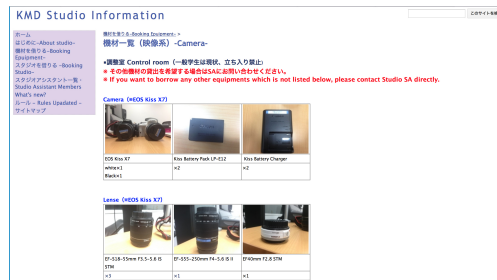 KMD Studio Information
このサイトを検
ホーム
はじめに~About studio~
機材を借りる~Booking
Equipment~
スタジオを借りる ~Booking
Studio~
スタジオアシスタント一覧・
Studio Assistant Members
What's new?
ルール – Rules Upadated –
サイトマップ
機材を借りる~Booking Equipment~ >
機材一覧（映像系）-Camera-
•調整室 Control room（一般学生は現状、立ち入り禁止）
※ その他機材の貸出を希望する場合はSAにお問い合わせください。
※ If you want to borrow any other equipments which is not listed below, please contact Studio SA directly.
Camera（※EOS Kiss X7）
EOS Kiss X7
Kiss Battery Pack LP-E12
Kiss Battery Charger
white×1
Black×1
×2
×2
Lense（※EOS Kiss X7）
EF-S18-55mm F3.5-5.6 IS
STM
EF-S55-250mm F4-5.6 IS II
EF40mm F2.8 STM
×3
×1
×1